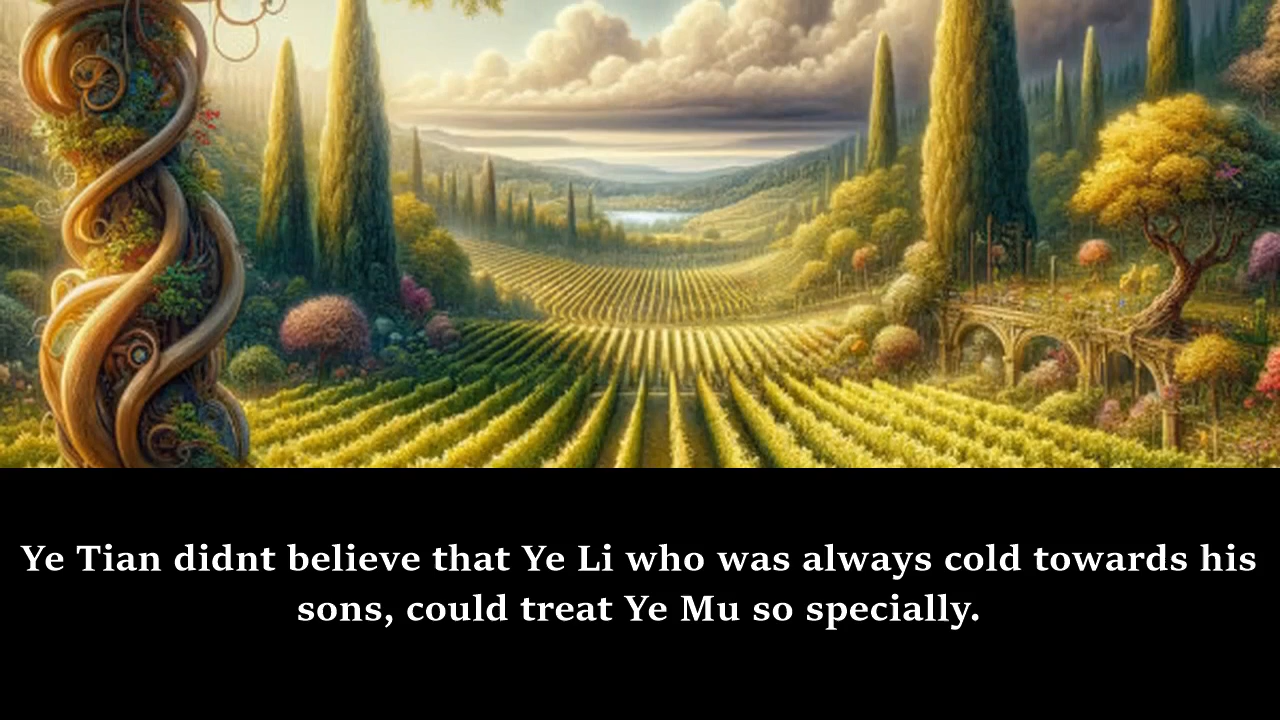 Ye Tian didnt believe that Ye Li who was always cold towards his
sons, could treat Ye Mu so specially.